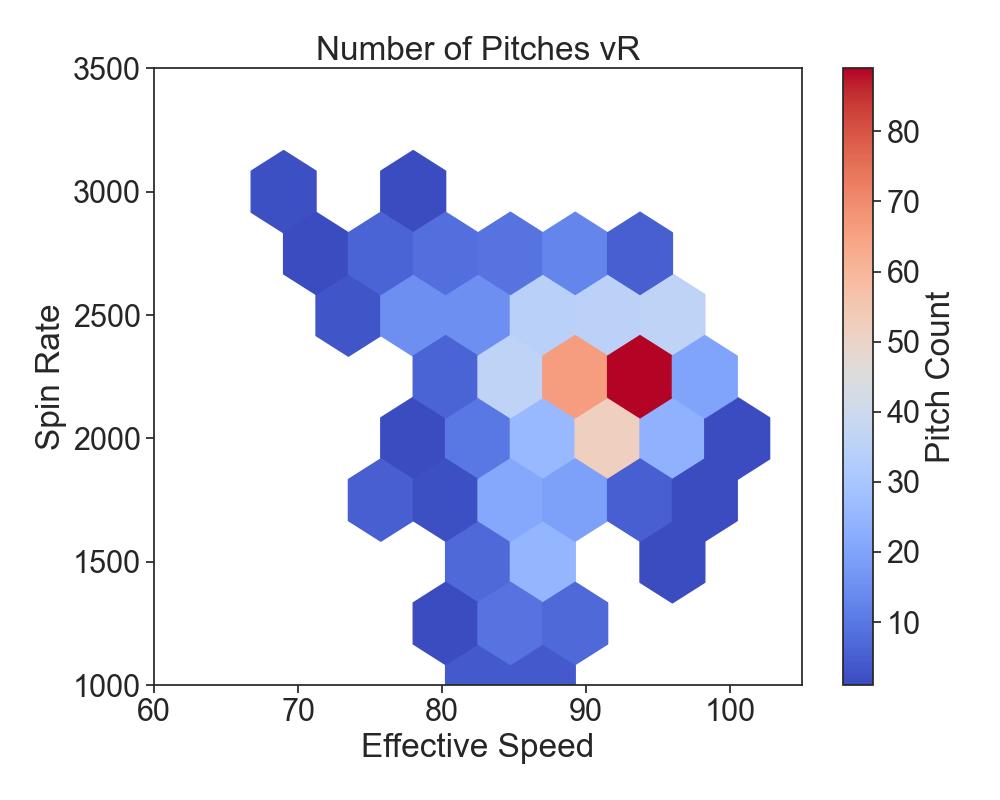 Number of Pitches vR
3500
3000
2500
2000
1500
1000
Spin Rate
60 70 80 90 100
Effective Speed
80
70
60
50
40
30
20
10
Pitch Count